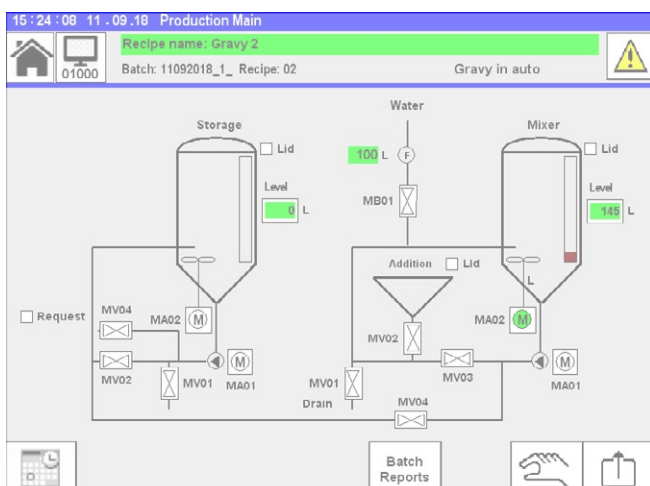 15:24:08 11.09.18 Production Main
Recipe name: Gravy 2
01000
Batch: 11092018_1_ Recipe: 02
Gravy in auto
Water
Storage
Mixer
Lid
Lid
100 L
F
Level
Level
0 L
145 L
MB01
Addition
Lid
L
Request
MV04
MA02
M
MA02
M
MV02
MV02
MV01
MA01
M
MV01
MV03
MA01
M
Drain
MV04
Batch
Reports